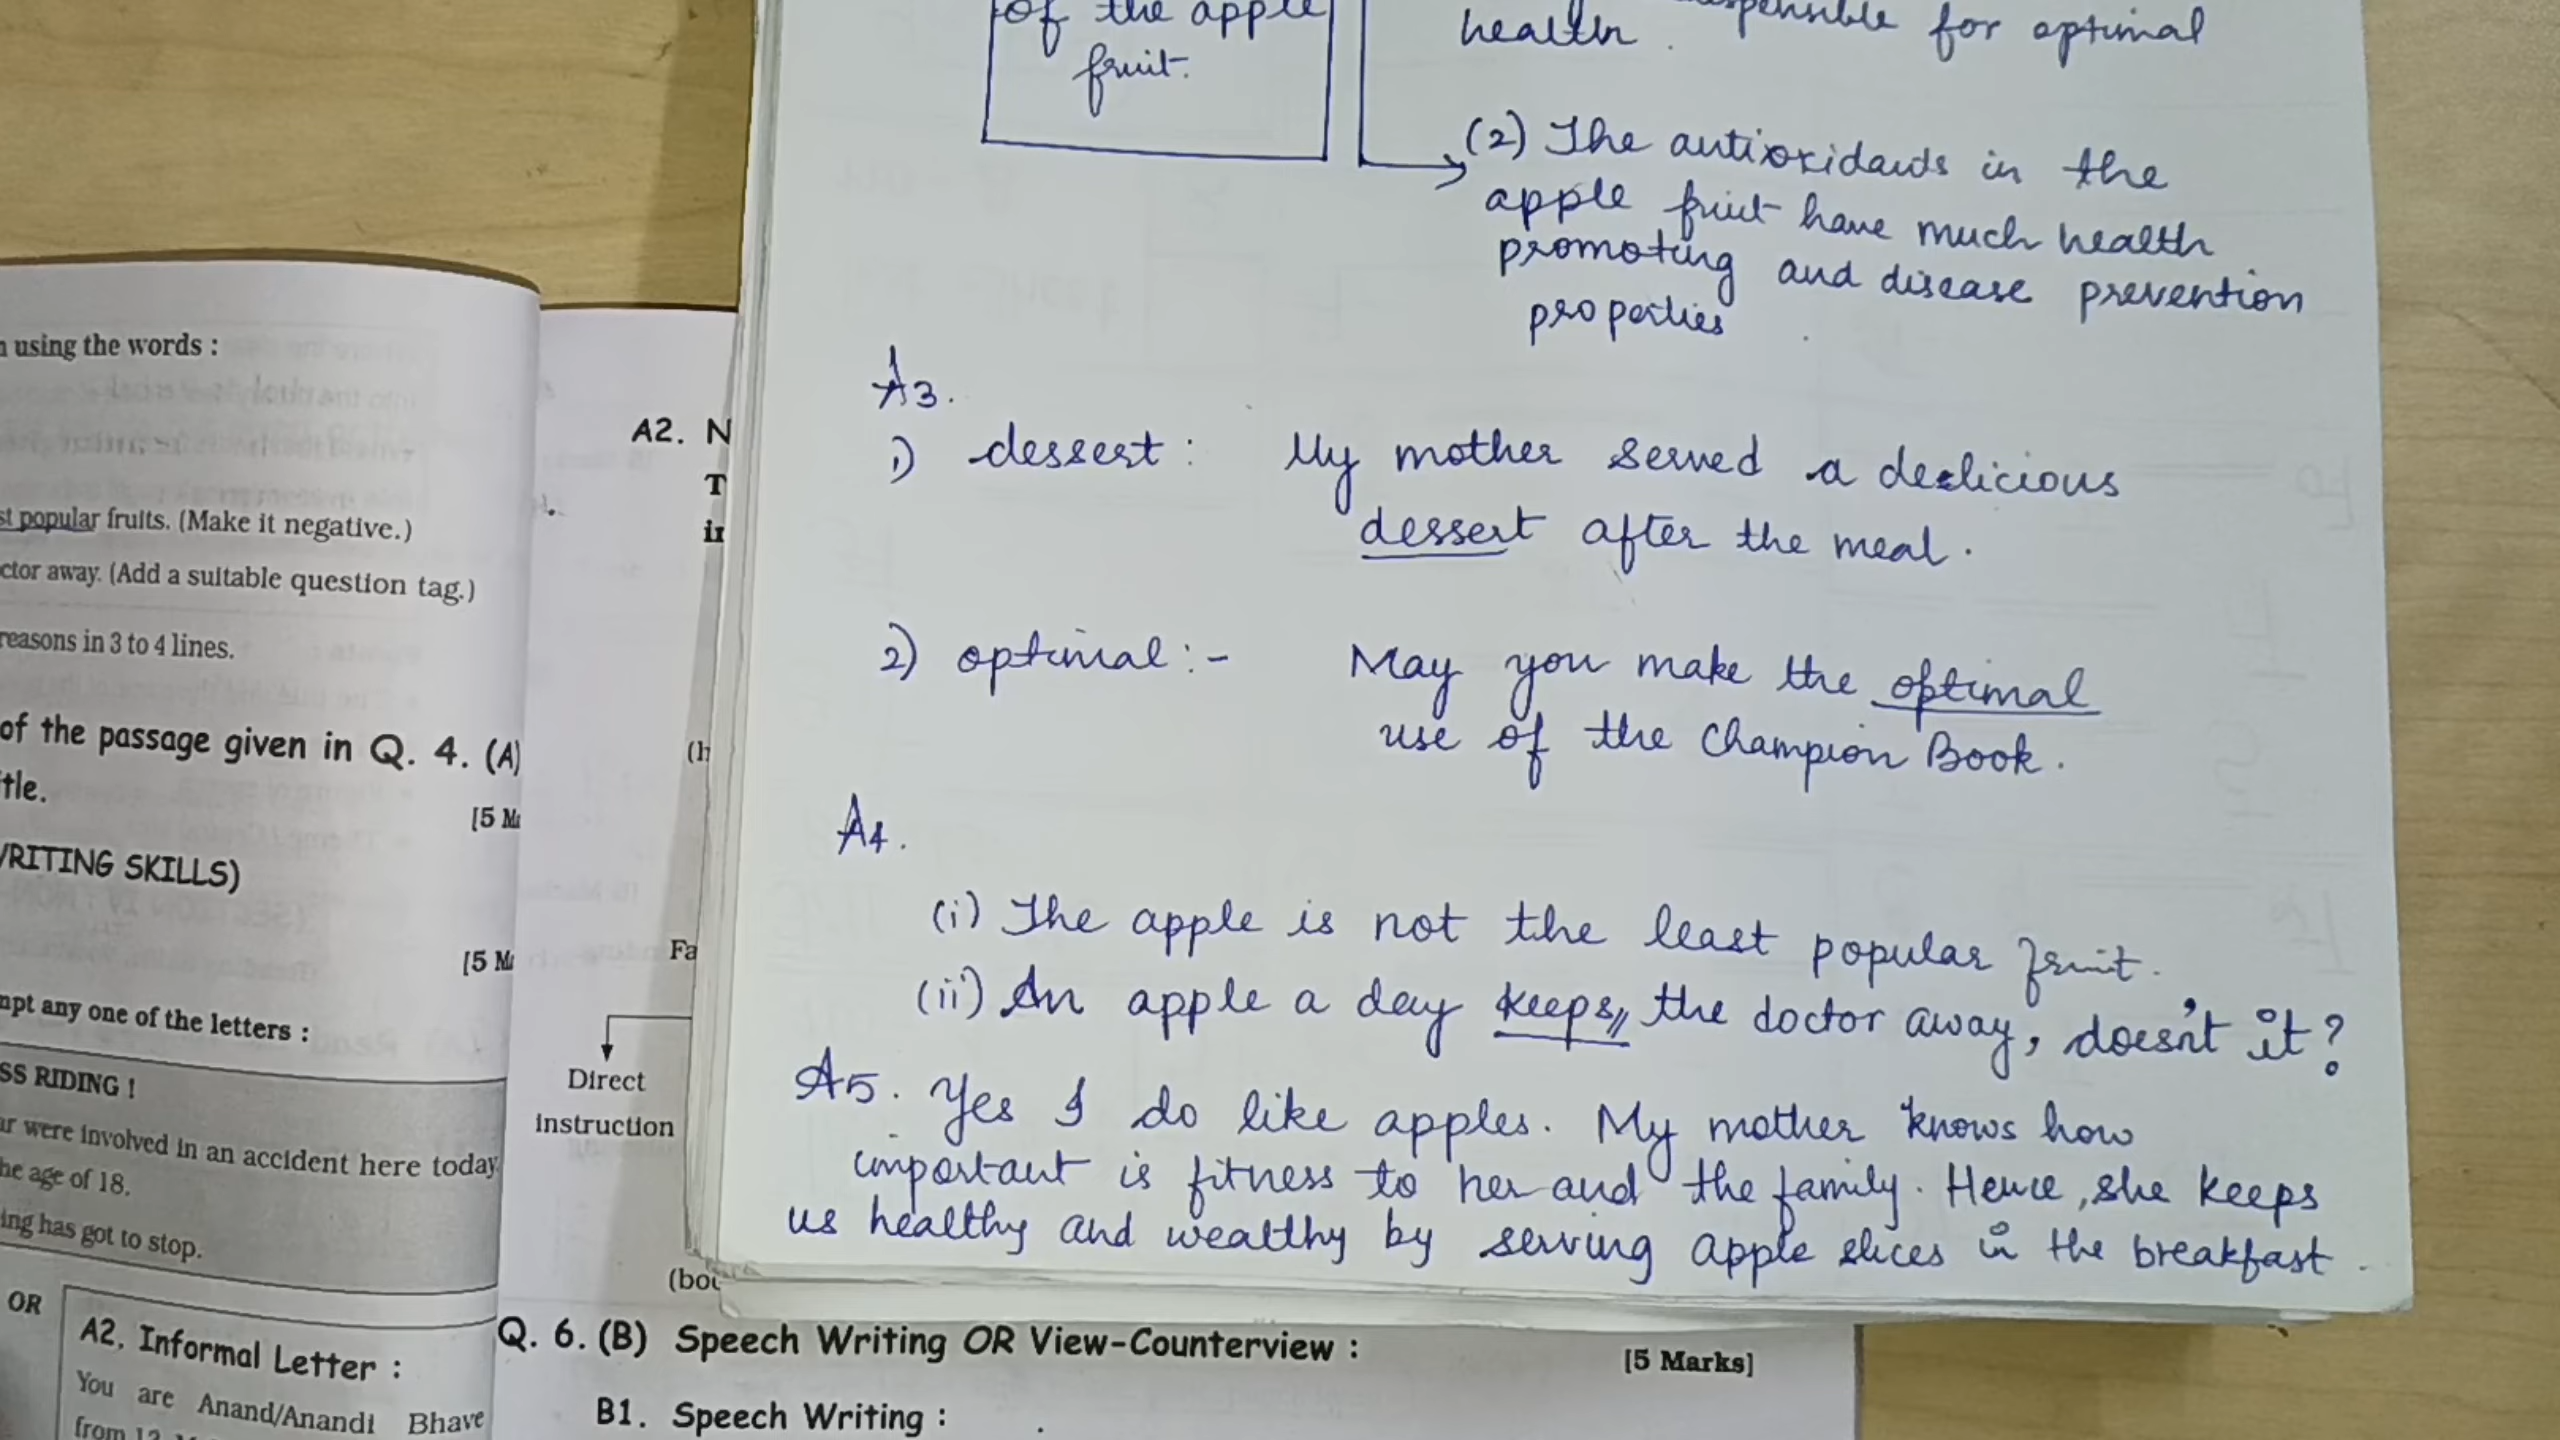 of the apple
fruit.
for optimal
health.
(2) The antioxidants in the
apple fruit have much health
promoting and disease prevention
properties.
A3.
1) dessert : My mother served a delicious
dessert after the meal.
2) optimal :- May you make the optimal
use of the Champion Book.
A4.
(i) The apple is not the least popular fruit.
(ii) An apple a day keeps the doctor away, doesn't it?
A5. Yes I do like apples. My mother knows how
important is fitness to her and the family. Hence, she keeps
us healthy and wealthy by serving apple slices in the breakfast.
using the words :
popular fruits. (Make it negative.)
away. (Add a suitable question tag.)
reasons in 3 to 4 lines.
of the passage given in Q. 4. (A)
[5
WRITING SKILLS)
[5
any one of the letters :
RIDING !
were involved in an accident here today
age of 18.
has got to stop.
OR
A2. Informal Letter :
You are Anand/Anandi Bhave
from
A2. N
T
Direct
instruction
Q. 6. (B) Speech Writing OR View-Counterview : [5 Marks]
B1. Speech Writing :